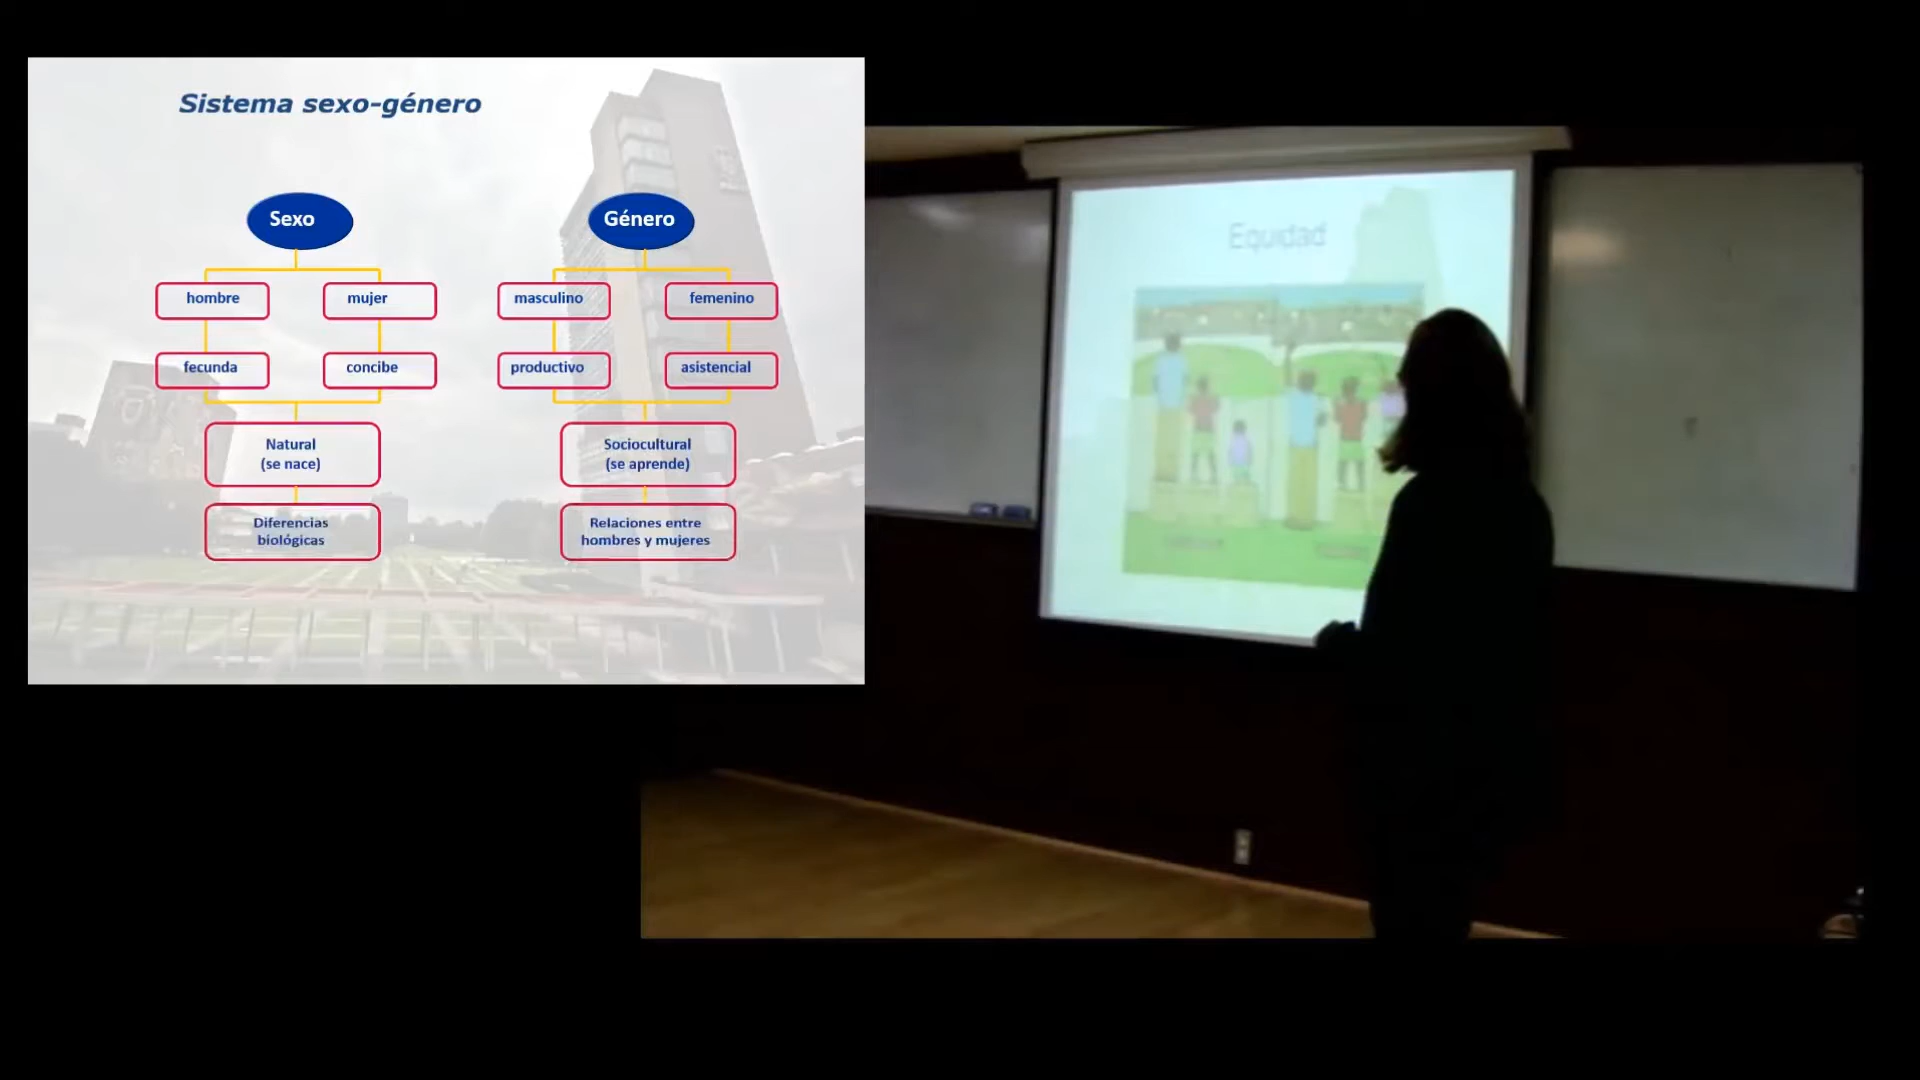 Sistema sexo-género
Sexo
Género
hombre
mujer
masculino
femenino
fecunda
concibe
productivo
asistencial
Natural
(se nace)
Sociocultural
(se aprende)
Diferencias
biológicas
Relaciones entre
hombres y mujeres
Equidad